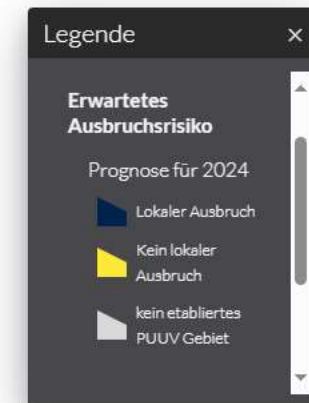 Legende ×
Erwartetes
Ausbruchsrisiko
Prognose für 2024
Lokaler Ausbruch
Kein lokaler
Ausbruch
kein etabliertes
PUUV Gebiet